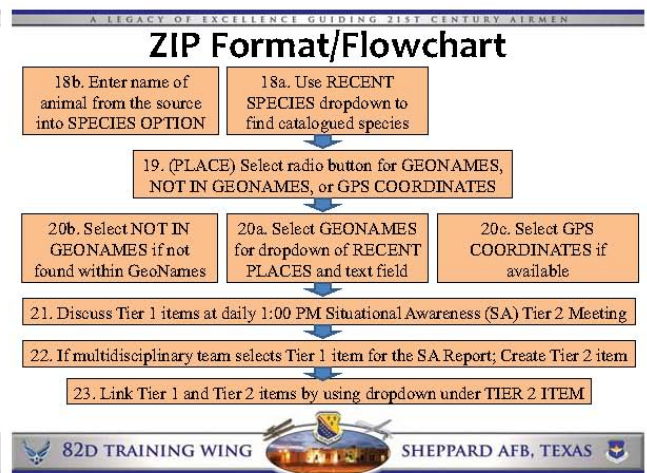 A LEGACY OF EXCELLENCE GUIDING 21ST CENTURY AIRMEN
ZIP Format/Flowchart
18b. Enter name of
animal from the source
into SPECIES OPTION
18a. Use RECENT
SPECIES dropdown to
find catalogued species
19. (PLACE) Select radio button for GEONAMES,
NOT IN GEONAMES, or GPS COORDINATES
20b. Select NOT IN
GEONAMES if not
found within GeoNames
20a. Select GEONAMES
for dropdown of RECENT
PLACES and text field
20c. Select GPS
COORDINATES if
available
21. Discuss Tier 1 items at daily 1:00 PM Situational Awareness (SA) Tier 2 Meeting
22. If multidisciplinary team selects Tier 1 item for the SA Report; Create Tier 2 item
23. Link Tier 1 and Tier 2 items by using dropdown under TIER 2 ITEM
82D TRAINING WING
SHEPPARD AFB, TEXAS